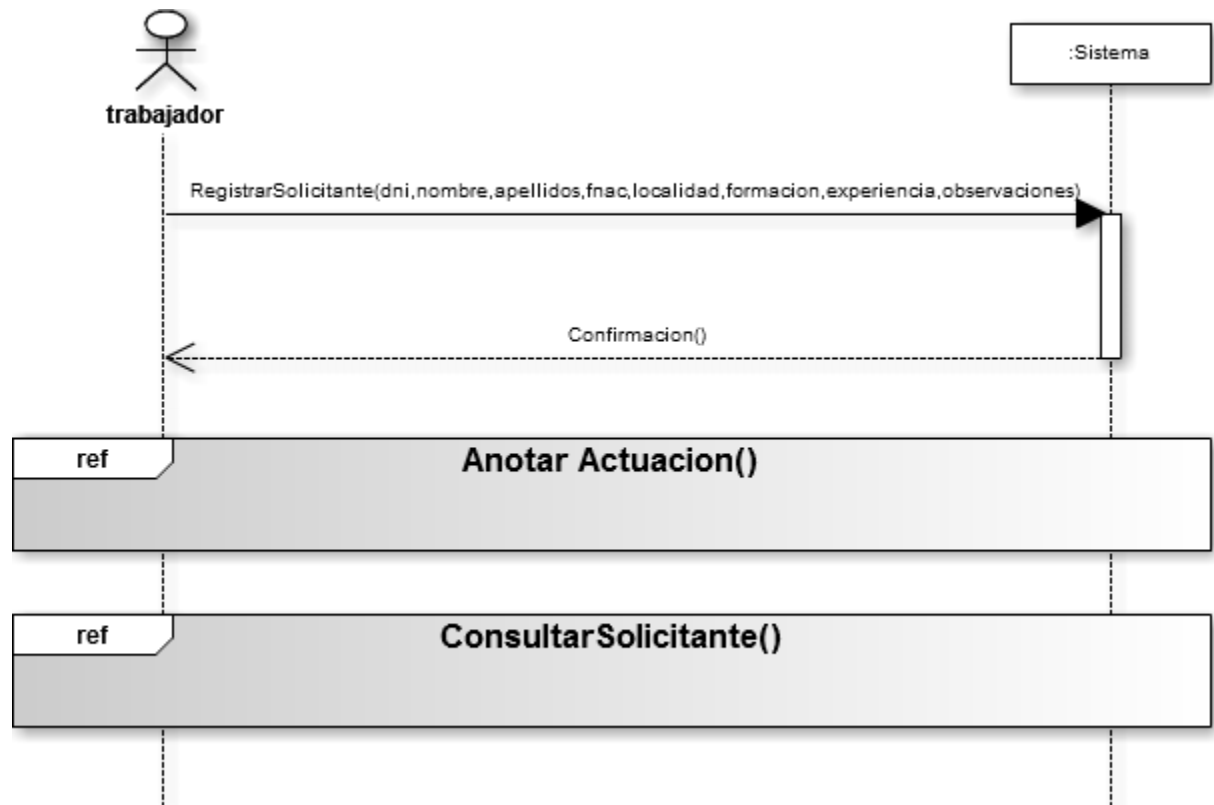 :Sistema
trabajador
RegistrarSolicitante(dni,nombre,apellidos,fnac,localidad,formacion,experiencia,observaciones)
Confirmacion()
ref
Anotar Actuacion()
ref
ConsultarSolicitante()